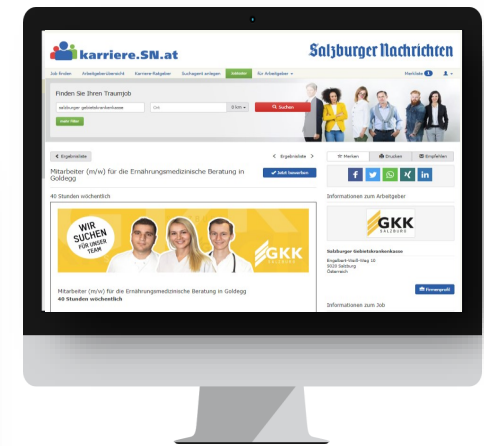 karriere.SN.at
Salzburger Nachrichten
Job finden Arbeitgeberübersicht Karriere-Ratgeber Suchagent anlegen für Arbeitgeber
Merkliste
Finden Sie Ihren Traumjob
salzburger gebietskrankenkasse Ort 0 km Suchen
mehr Filter
Ergebnisliste Ergebnisliste Merken Drucken Empfehlen
Mitarbeiter (m/w) für die Ernährungsmedizinische Beratung in
Goldegg
Jetzt bewerben
40 Stunden wöchentlich
Informationen zum Arbeitgeber
WIR
SUCHEN
FÜR UNSER
TEAM
GKK
SALZBURG
GKK
SALZBURG
Salzburger Gebietskrankenkasse
Engelbert-Weiß-Weg 10
5020 Salzburg
Österreich
Firmenprofil
Mitarbeiter (m/w) für die Ernährungsmedizinische Beratung in Goldegg
40 Stunden wöchentlich
Informationen zum Job